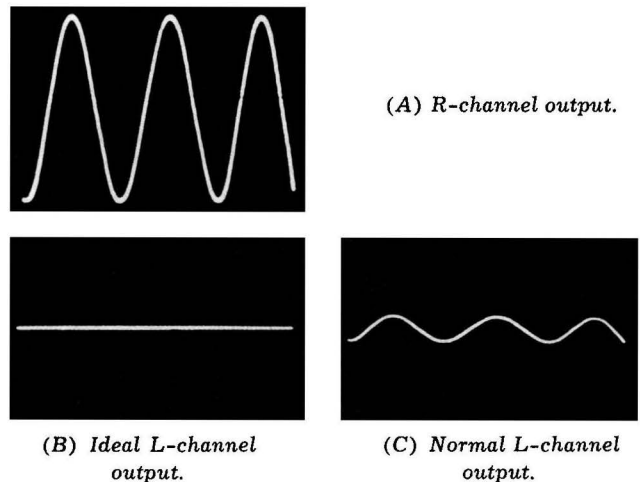 (A) R-channel output.
(B) Ideal L-channel
output.
(C) Normal L-channel
output.